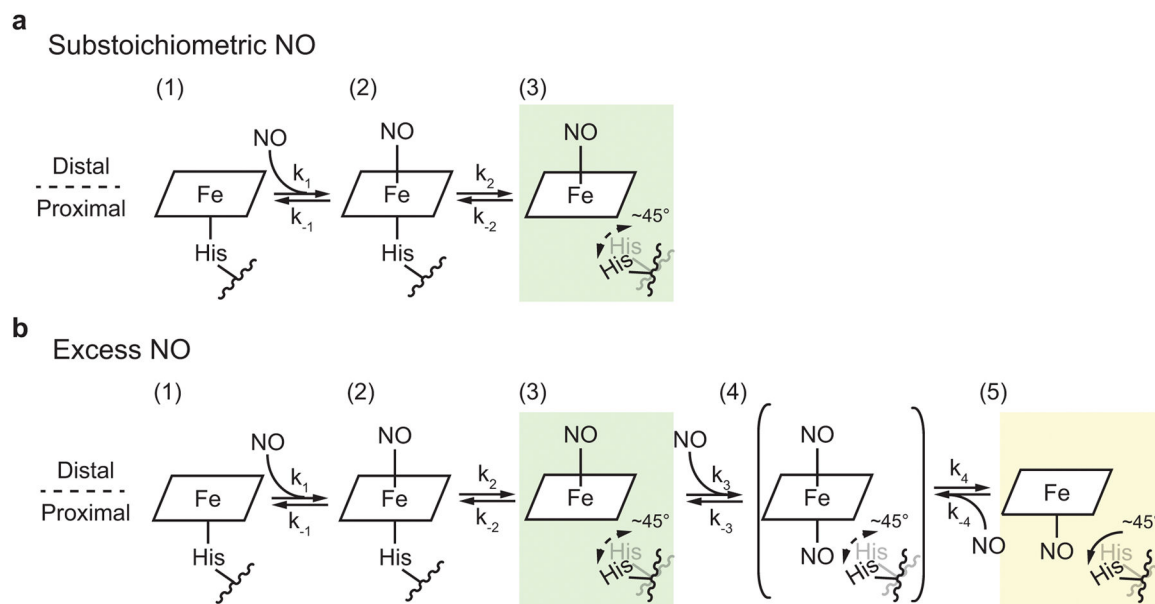 a
Substoichiometric NO
(1) (2) (3)
NO NO NO
Distal
Proximal
Fe k1 k-1 Fe k2 k-2 Fe
~45°
His His His
His
b
Excess NO
(1) (2) (3) (4) (5)
NO NO NO NO NO
Distal
Proximal
Fe k1 k-1 Fe k2 k-2 Fe k3 k-3 Fe k4 k-4 Fe
~45° NO ~45° NO NO ~45°
His His His His His
His His His